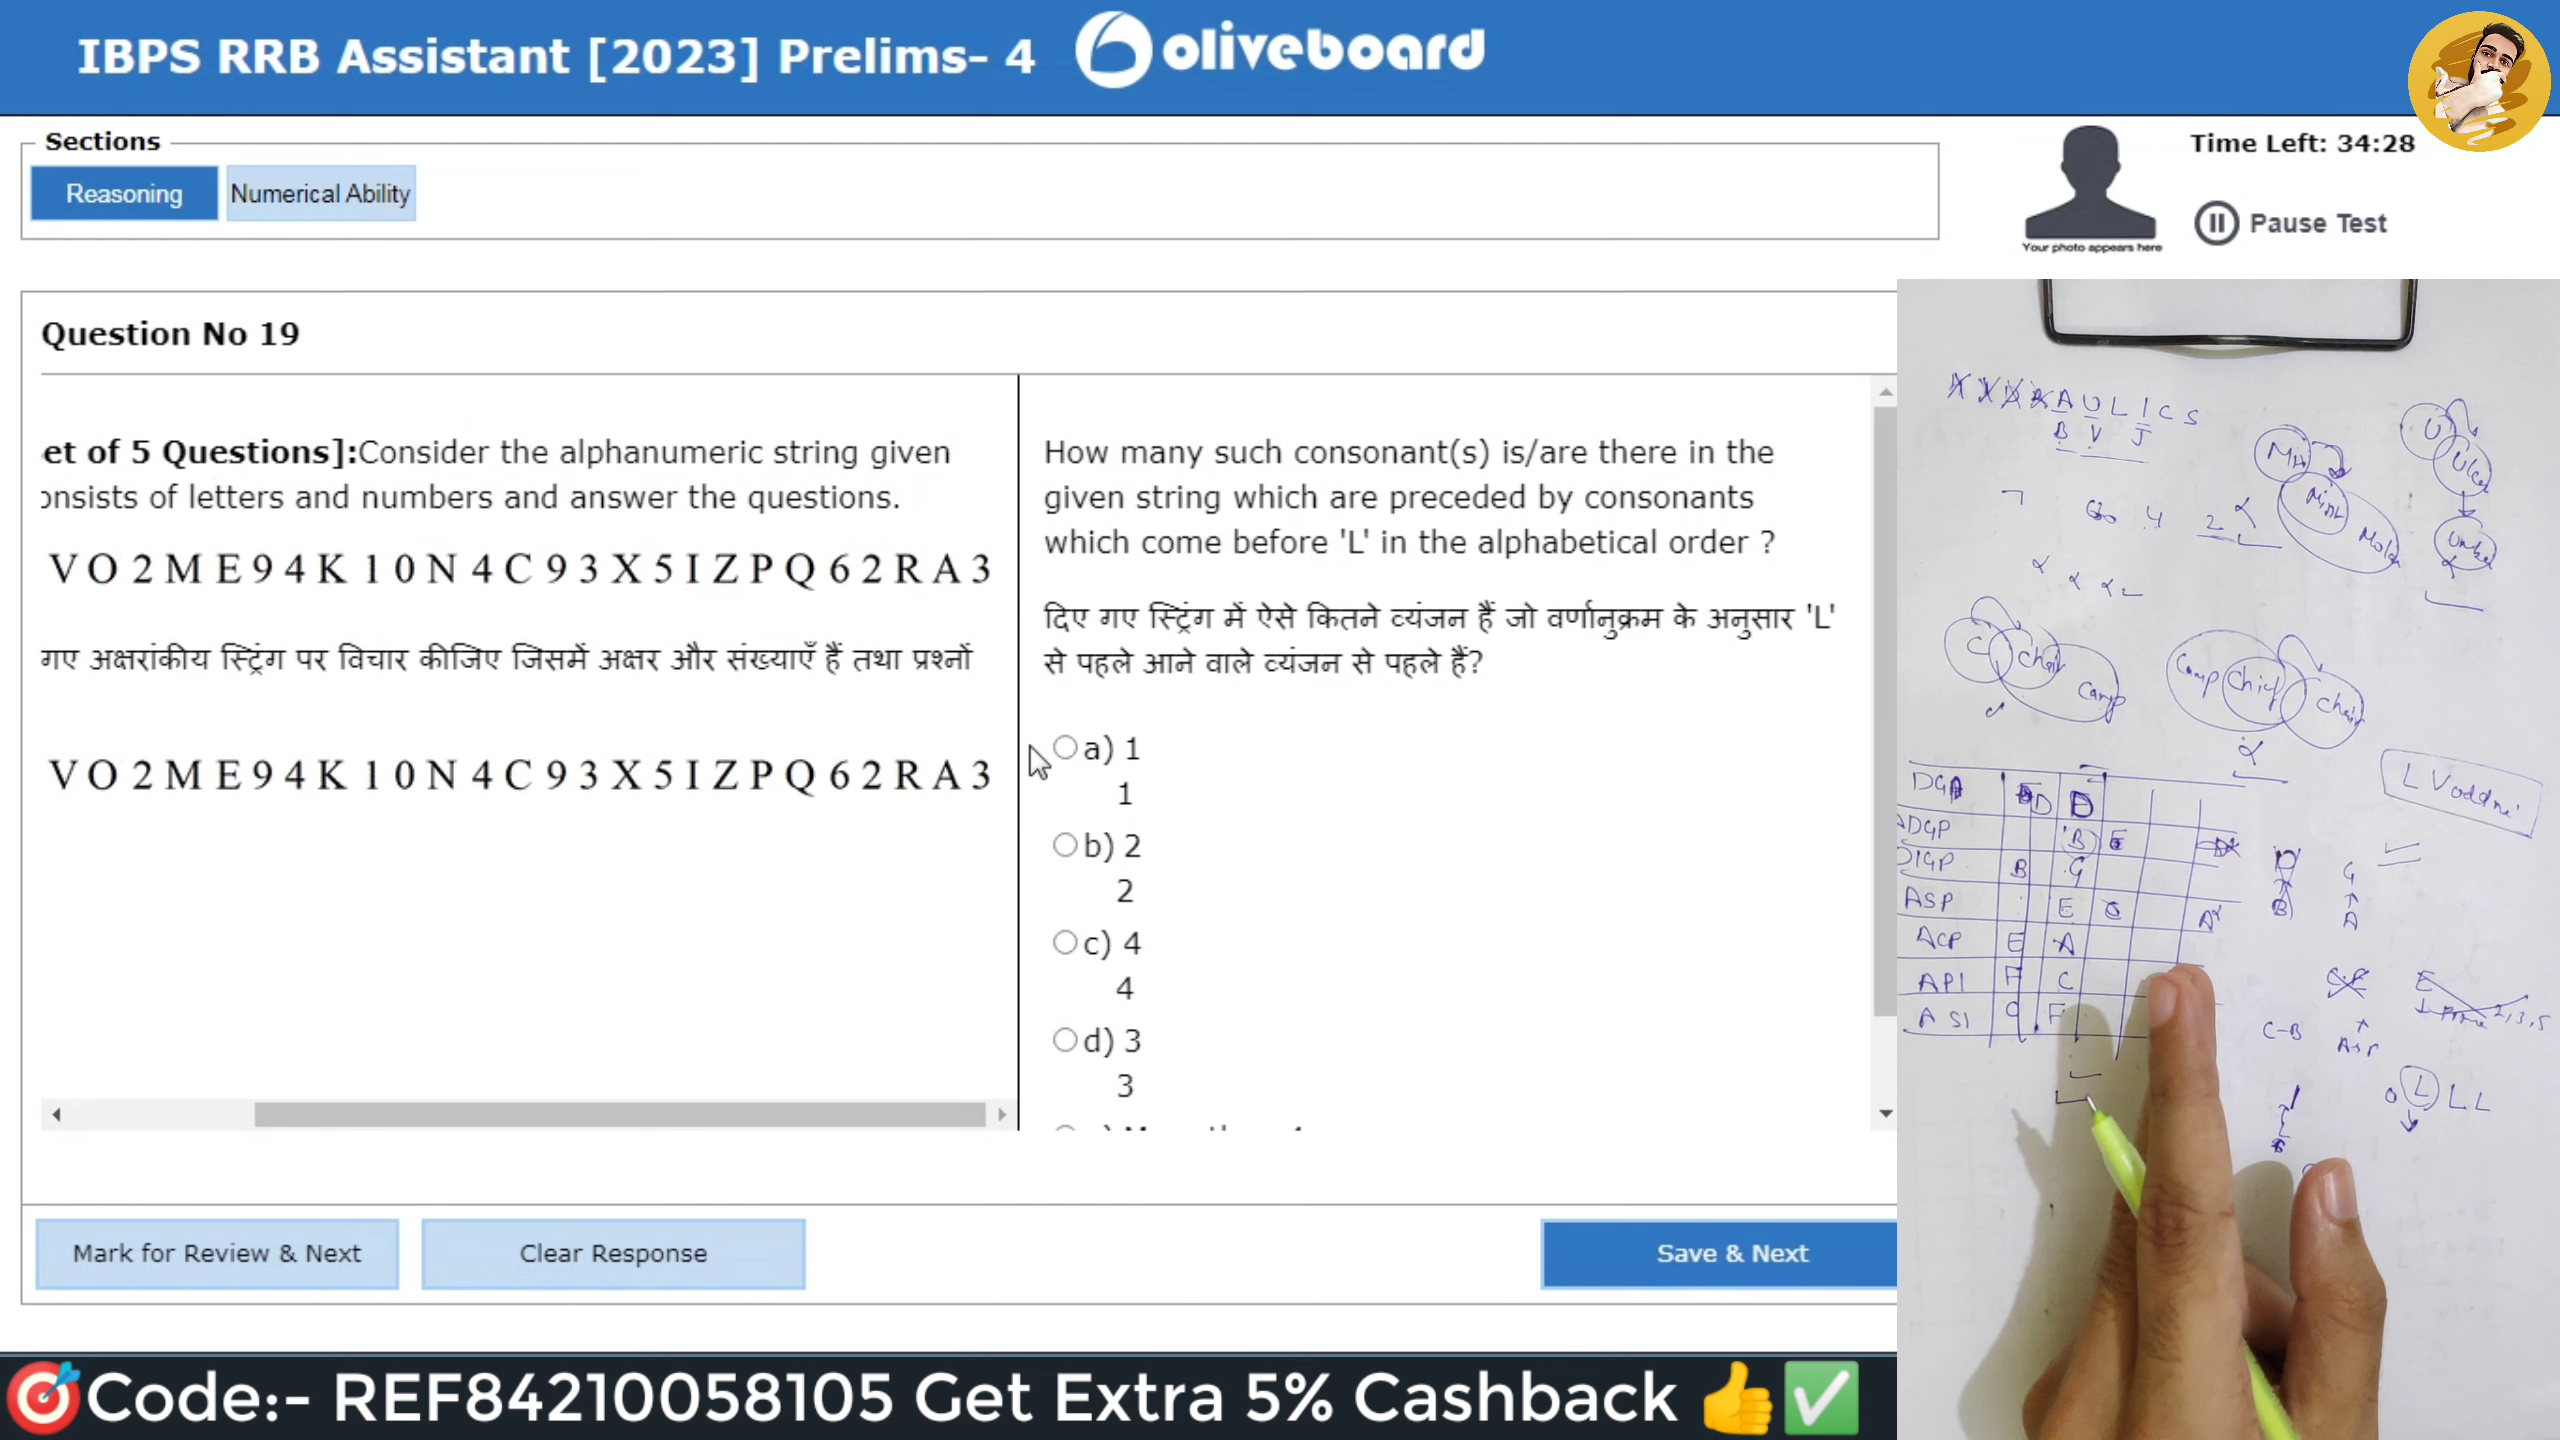 IBPS RRB Assistant [2023] Prelims- 4 oliveboard
Sections
Reasoning Numerical Ability
Time Left: 34:28
Pause Test
Your photo appears here
Question No 19
et of 5 Questions]:Consider the alphanumeric string given
onsists of letters and numbers and answer the questions.
V O 2 M E 9 4 K 1 0 N 4 C 9 3 X 5 I Z P Q 6 2 R A 3
गए अक्षरांकीय स्ट्रिंग पर विचार कीजिए जिसमें अक्षर और संख्याएँ हैं तथा प्रश्नों
V O 2 M E 9 4 K 1 0 N 4 C 9 3 X 5 I Z P Q 6 2 R A 3
How many such consonant(s) is/are there in the
given string which are preceded by consonants
which come before 'L' in the alphabetical order ?
दिए गए स्ट्रिंग में ऐसे कितने व्यंजन हैं जो वर्णानुक्रम के अनुसार 'L'
से पहले आने वाले व्यंजन से पहले हैं?
a) 1
1
b) 2
2
c) 4
4
d) 3
3
Mark for Review & Next Clear Response Save & Next
A U L I C S
B V J
Camp Chief Chair
C Chair Camp
DGP
ADGP
DIGP B G
ASP E
ACP E A
API F C
ASI C F
C-B
L L L
Code:- REF84210058105 Get Extra 5% Cashback